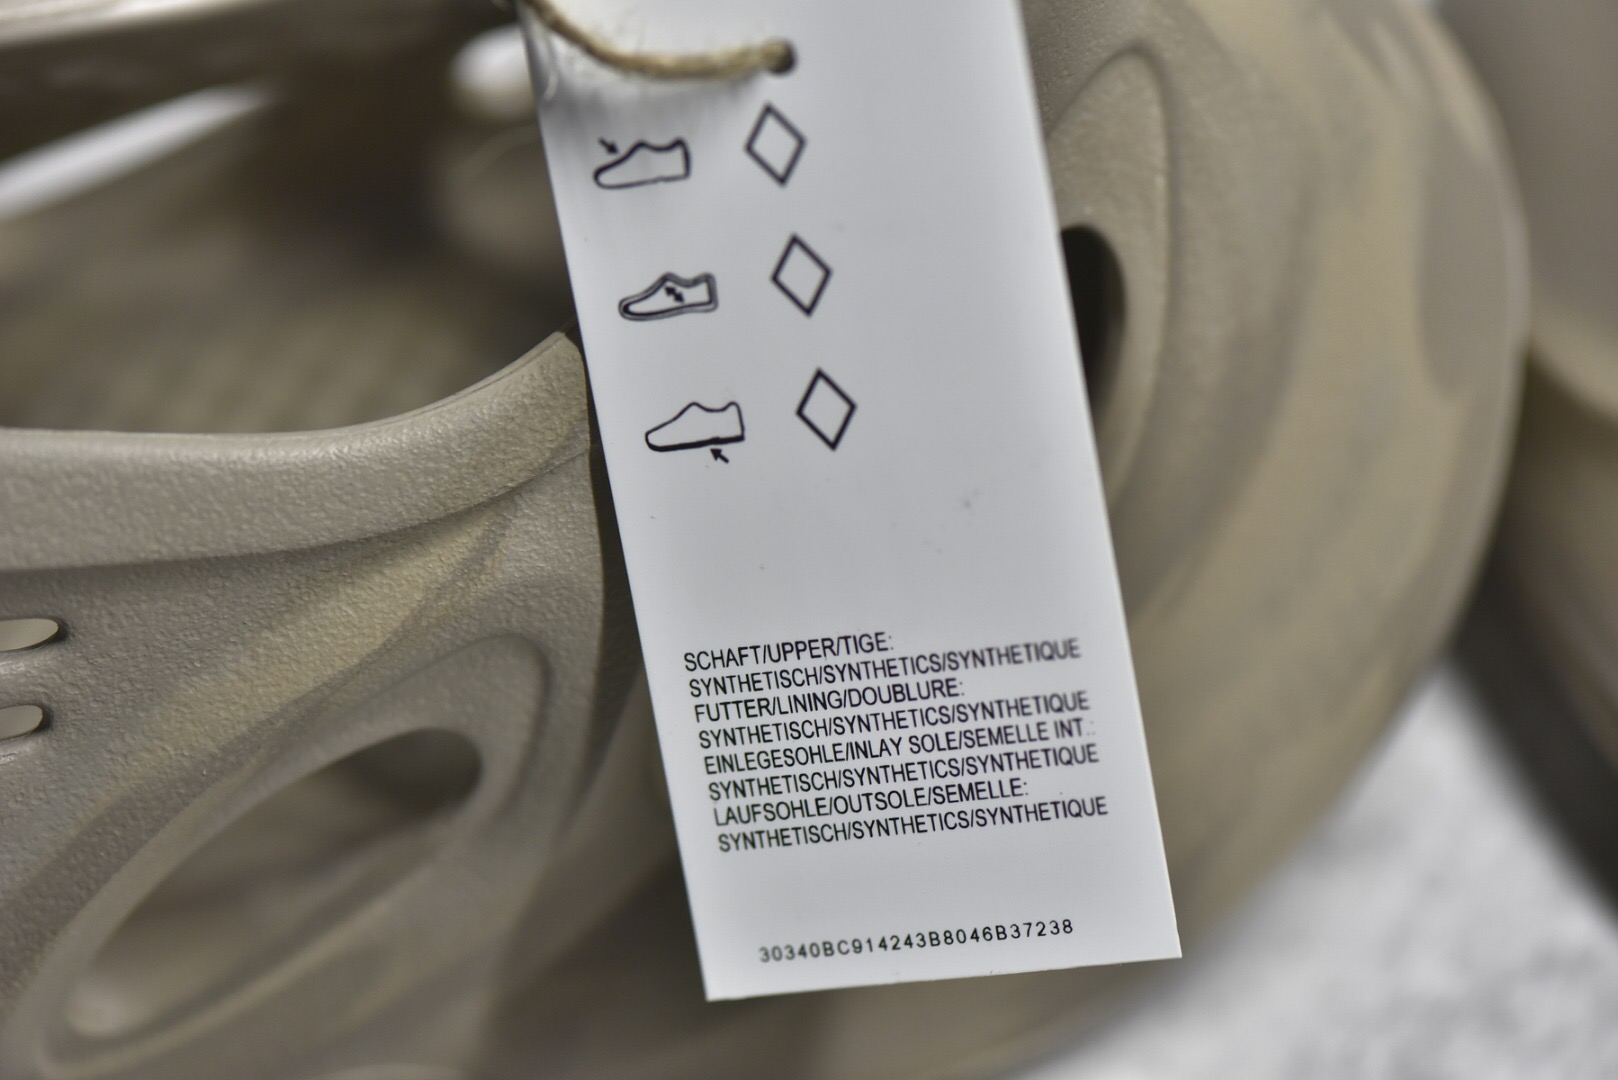 SCHAFT/UPPER/TIGE:
SYNTHETISCH/SYNTHETICS/SYNTHETIQUE
FUTTER/LINING/DOUBLURE:
SYNTHETISCH/SYNTHETICS/SYNTHETIQUE
EINLEGESOHLE/INLAY SOLE/SEMELLE INT.:
SYNTHETISCH/SYNTHETICS/SYNTHETIQUE
LAUFSOHLE/OUTSOLE/SEMELLE:
SYNTHETISCH/SYNTHETICS/SYNTHETIQUE
30340BC914243B8046B37238